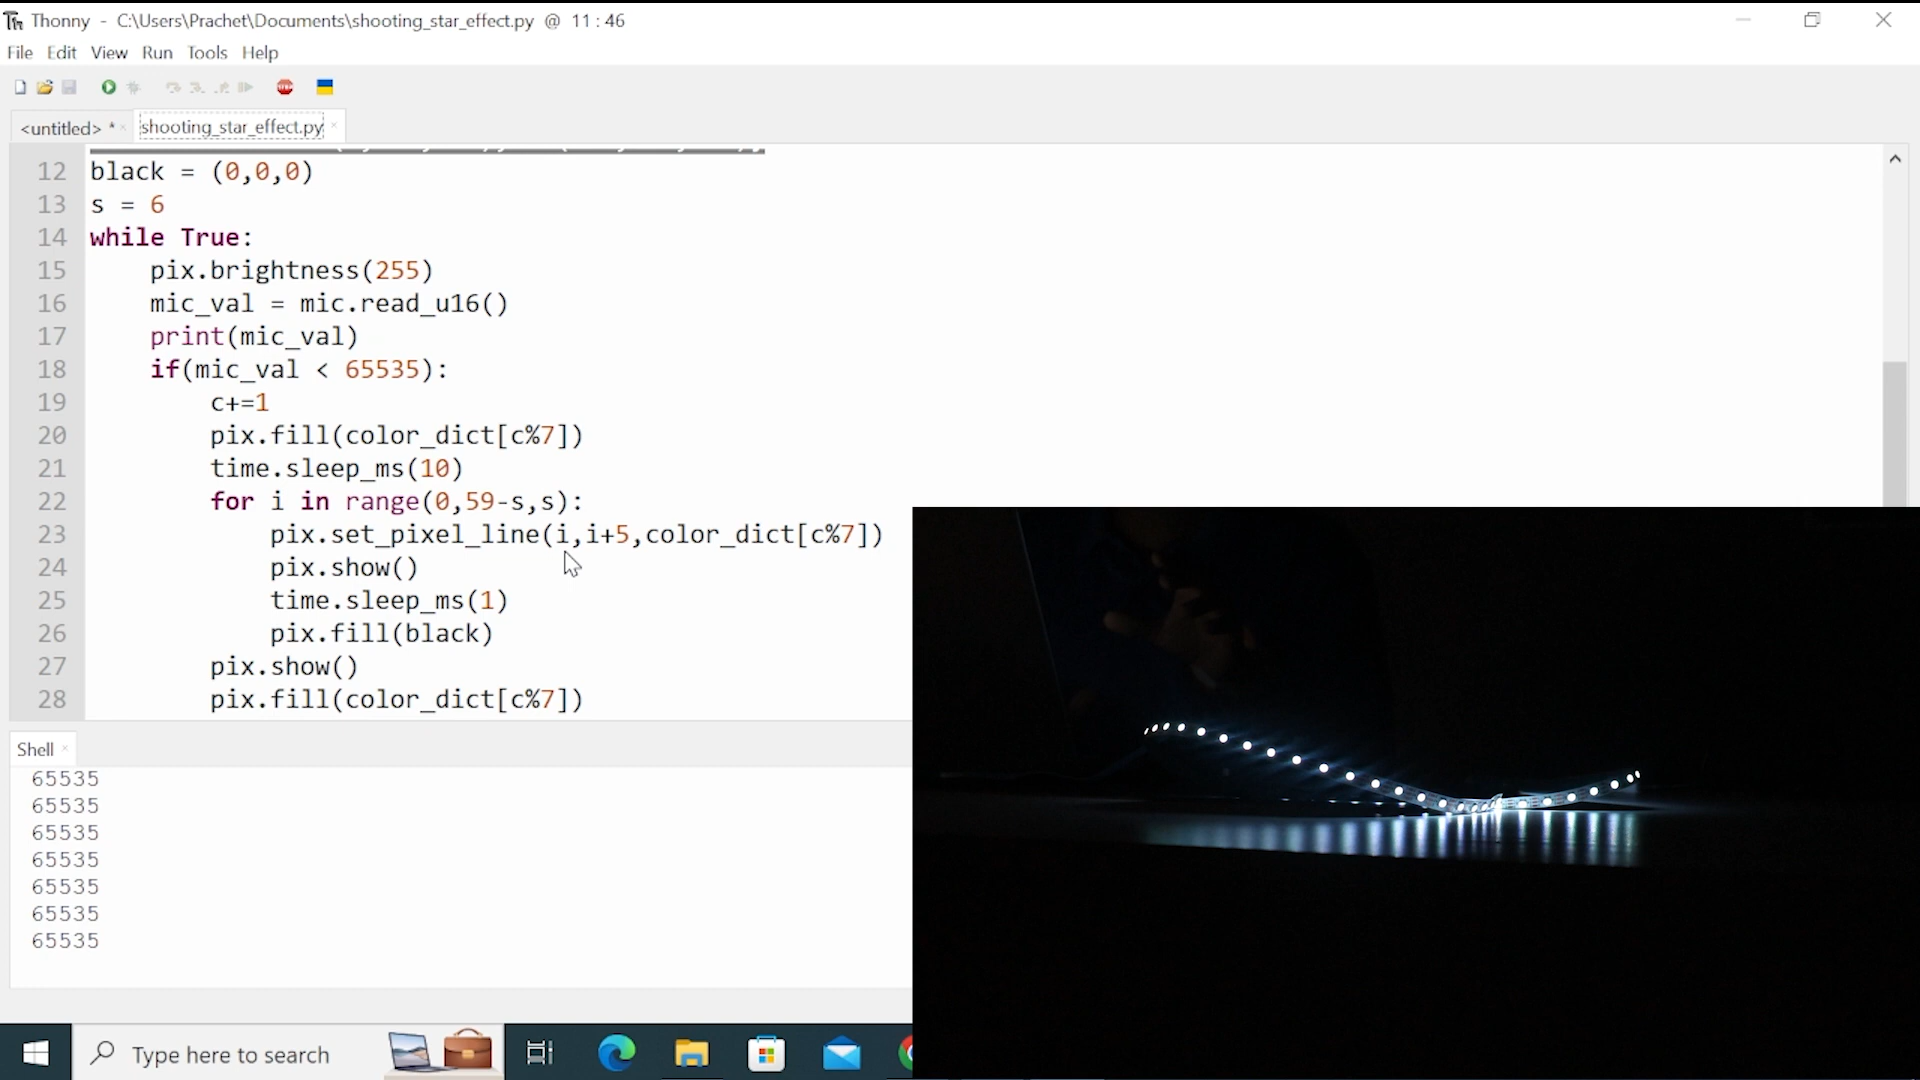 Thonny - C:\Users\Prachet\Documents\shooting_star_effect.py @ 11 : 46
File Edit View Run Tools Help
<untitled> * × shooting_star_effect.py ×
12 black = (0,0,0)
13 s = 6
14 while True:
15 pix.brightness(255)
16 mic_val = mic.read_u16()
17 print(mic_val)
18 if(mic_val < 65535):
19 c+=1
20 pix.fill(color_dict[c%7])
21 time.sleep_ms(10)
22 for i in range(0,59-s,s):
23 pix.set_pixel_line(i,i+5,color_dict[c%7])
24 pix.show()
25 time.sleep_ms(1)
26 pix.fill(black)
27 pix.show()
28 pix.fill(color_dict[c%7])
Shell ×
65535
65535
65535
65535
65535
65535
65535
Type here to search